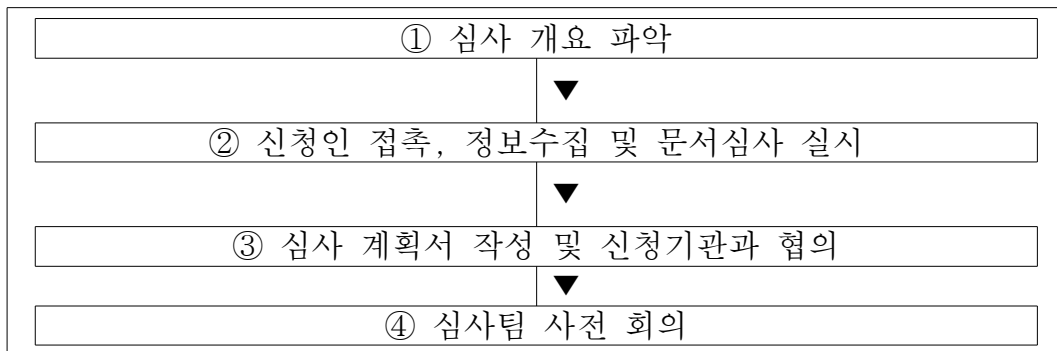 ① 심사 개요 파악
▼
② 신청인 접촉, 정보수집 및 문서심사 실시
▼
③ 심사 계획서 작성 및 신청기관과 협의
▼
④ 심사팀 사전 회의